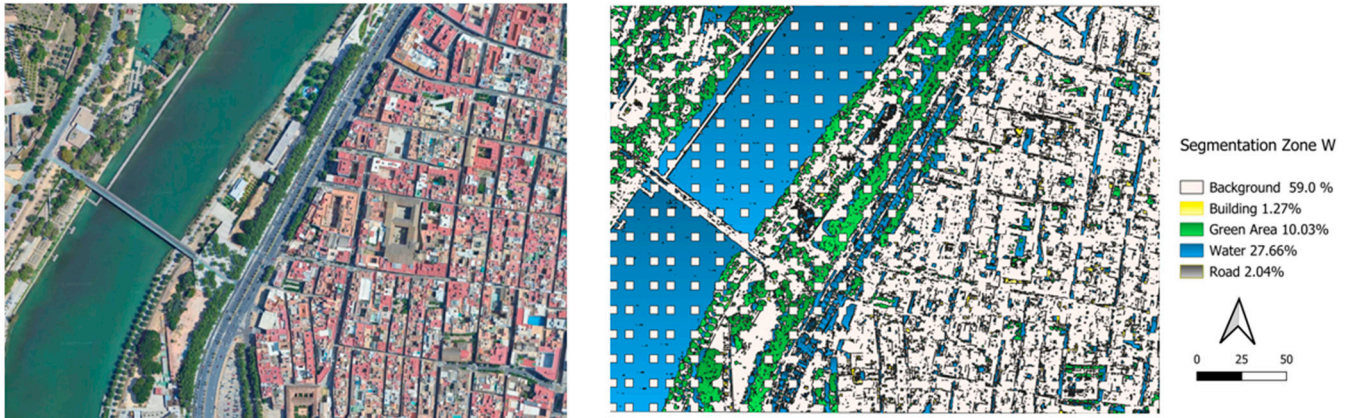 Segmentation Zone W
Background 59.0 %
Building 1.27%
Green Area 10.03%
Water 27.66%
Road 2.04%
0 25 50